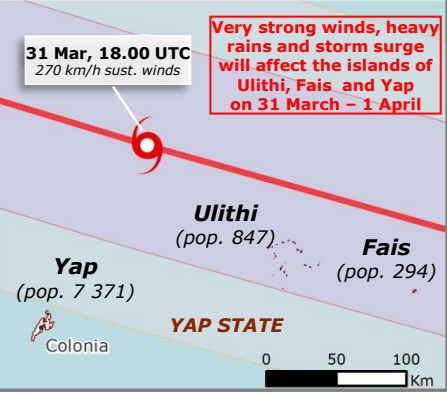 Very strong winds, heavy
rains and storm surge
will affect the islands of
Ulithi, Fais and Yap
on 31 March – 1 April
31 Mar, 18.00 UTC
270 km/h sust. winds
Ulithi
(pop. 847)
Fais
(pop. 294)
Yap
(pop. 7 371)
YAP STATE
Colonia
0 50 100
Km